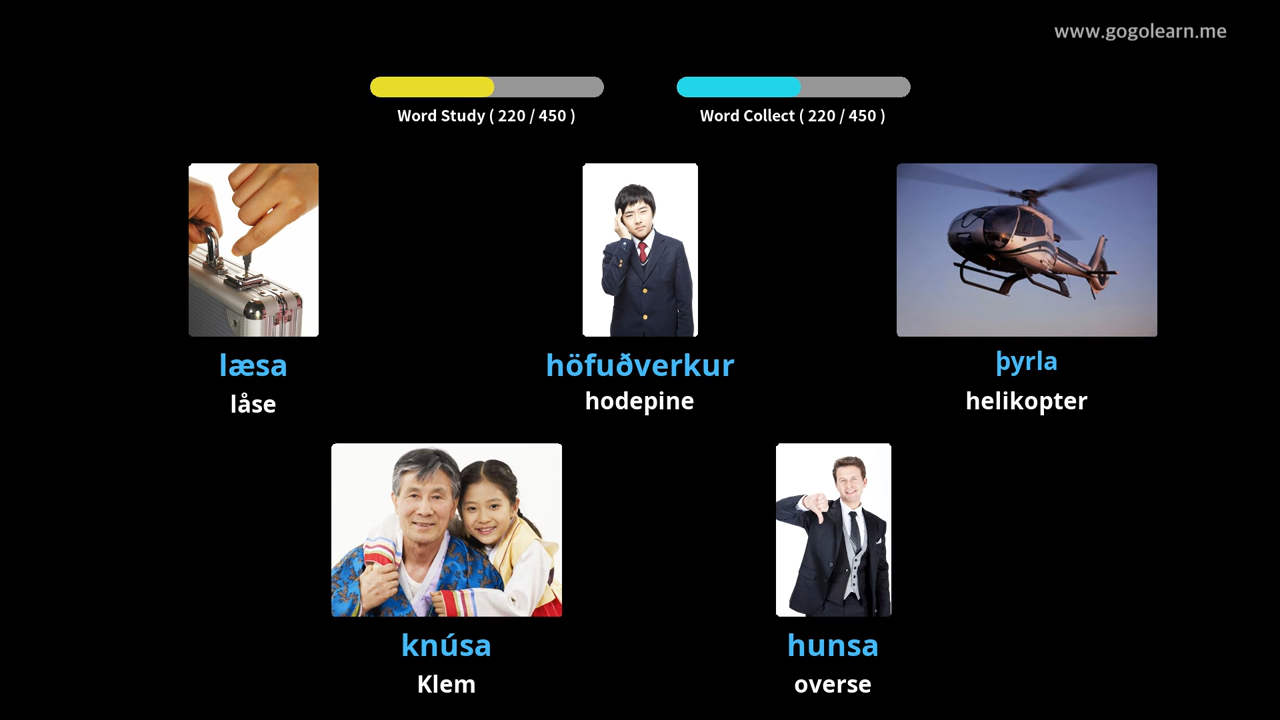 www.gogolearn.me
Word Study ( 220 / 450 )
Word Collect ( 220 / 450 )
læsa
låse
höfuðverkur
hodepine
þyrla
helikopter
knúsa
Klem
hunsa
overse